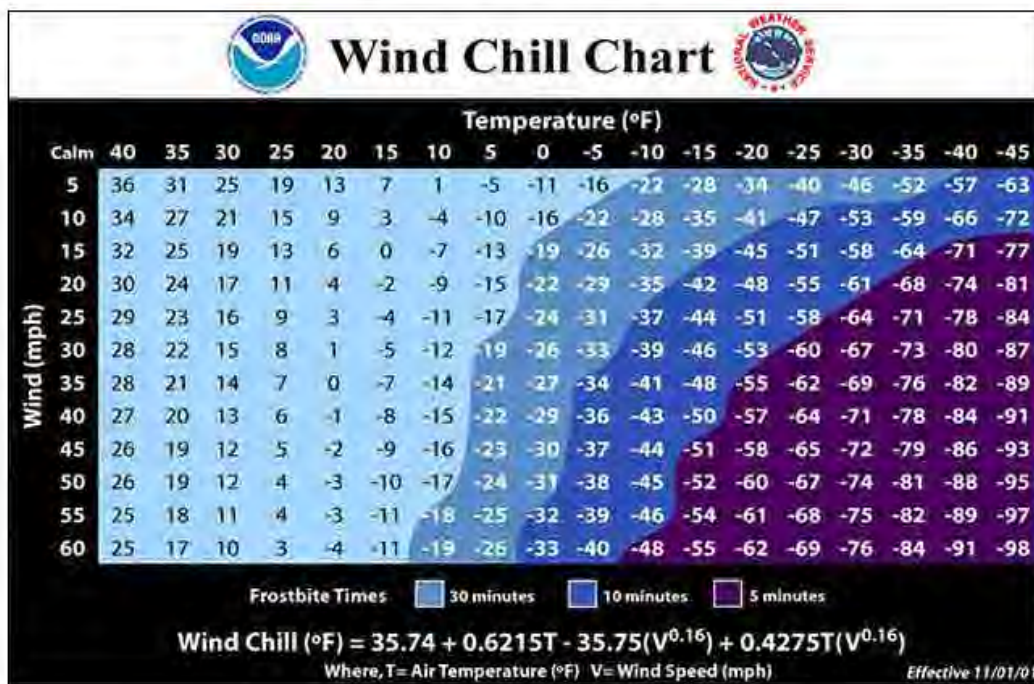 NOAA
Wind Chill Chart
NATIONAL WEATHER SERVICE
Temperature (ºF)
Calm 40 35 30 25 20 15 10 5 0 -5 -10 -15 -20 -25 -30 -35 -40 -45
5 36 31 25 19 13 7 1 -5 -11 -16 -22 -28 -34 -40 -46 -52 -57 -63
10 34 27 21 15 9 3 -4 -10 -16 -22 -28 -35 -41 -47 -53 -59 -66 -72
15 32 25 19 13 6 0 -7 -13 -19 -26 -32 -39 -45 -51 -58 -64 -71 -77
20 30 24 17 11 4 -2 -9 -15 -22 -29 -35 -42 -48 -55 -61 -68 -74 -81
25 29 23 16 9 3 -4 -11 -17 -24 -31 -37 -44 -51 -58 -64 -71 -78 -84
30 28 22 15 8 1 -5 -12 -19 -26 -33 -39 -46 -53 -60 -67 -73 -80 -87
35 28 21 14 7 0 -7 -14 -21 -27 -34 -41 -48 -55 -62 -69 -76 -82 -89
40 27 20 13 6 -1 -8 -15 -22 -29 -36 -43 -50 -57 -64 -71 -78 -84 -91
45 26 19 12 5 -2 -9 -16 -23 -30 -37 -44 -51 -58 -65 -72 -79 -86 -93
50 26 19 12 4 -3 -10 -17 -24 -31 -38 -45 -52 -60 -67 -74 -81 -88 -95
55 25 18 11 4 -3 -11 -18 -25 -32 -39 -46 -54 -61 -68 -75 -82 -89 -97
60 25 17 10 3 -4 -11 -19 -26 -33 -40 -48 -55 -62 -69 -76 -84 -91 -98
Wind (mph)
Frostbite Times 30 minutes 10 minutes 5 minutes
Wind Chill (ºF) = 35.74 + 0.6215T - 35.75(V^0.16) + 0.4275T(V^0.16)
Where, T= Air Temperature (ºF) V= Wind Speed (mph)
Effective 11/01/0